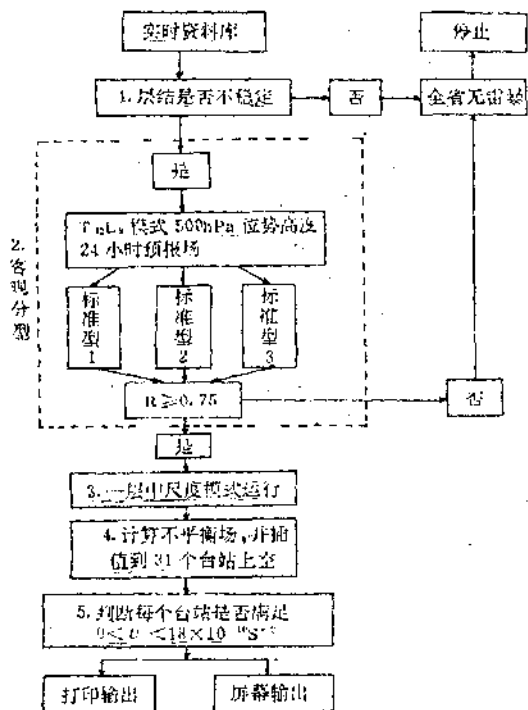 实时资料库
停止
1.层结是否不稳定
否
全省无雷暴
是
2.客观分型
模式 500hPa 位势高度
24 小时预报场
标准型1
标准型2
标准型3
R≧0.75
否
是
3.一层中尺度模式运行
4.计算不平衡场,并插
值到 31 个台站上空
5.判断每个台站是否满足
打印输出
屏幕输出